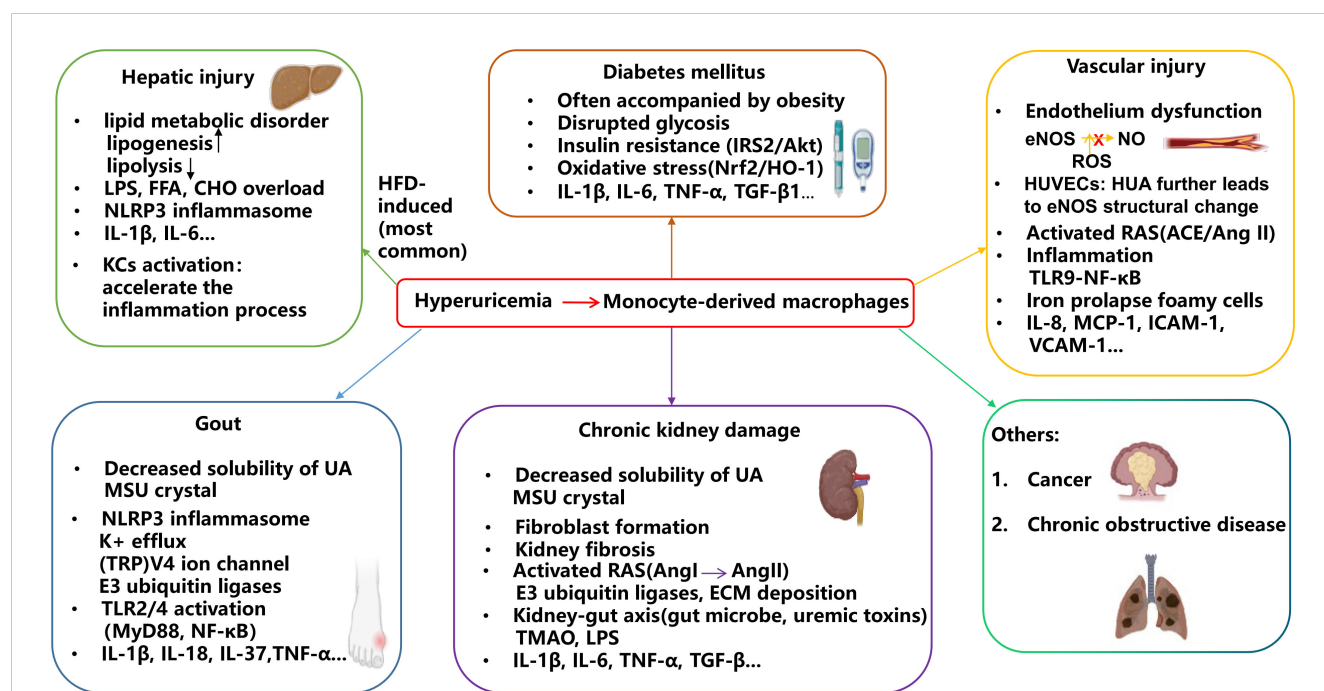 Hepatic injury
• lipid metabolic disorder
lipogenesis↑
lipolysis↓
• LPS, FFA, CHO overload
• NLRP3 inflammasome
• IL-1β, IL-6...
• KCs activation:
accelerate the
inflammation process
HFD-
induced
(most
common)
Diabetes mellitus
• Often accompanied by obesity
• Disrupted glycosis
• Insulin resistance (IRS2/Akt)
• Oxidative stress(Nrf2/HO-1)
• IL-1β, IL-6, TNF-α, TGF-β1...
Vascular injury
• Endothelium dysfunction
eNOS X NO
ROS
• HUVECs: HUA further leads
to eNOS structural change
• Activated RAS(ACE/Ang II)
• Inflammation
TLR9-NF-κB
• Iron prolapse foamy cells
• IL-8, MCP-1, ICAM-1,
VCAM-1...
Hyperuricemia → Monocyte-derived macrophages
Gout
• Decreased solubility of UA
MSU crystal
• NLRP3 inflammasome
K+ efflux
(TRP)V4 ion channel
E3 ubiquitin ligases
• TLR2/4 activation
(MyD88, NF-κB)
• IL-1β, IL-18, IL-37,TNF-α...
Chronic kidney damage
• Decreased solubility of UA
MSU crystal
• Fibroblast formation
• Kidney fibrosis
• Activated RAS(AngI → AngII)
E3 ubiquitin ligases, ECM deposition
• Kidney-gut axis(gut microbe, uremic toxins)
TMAO, LPS
• IL-1β, IL-6, TNF-α, TGF-β...
Others:
1. Cancer
2. Chronic obstructive disease